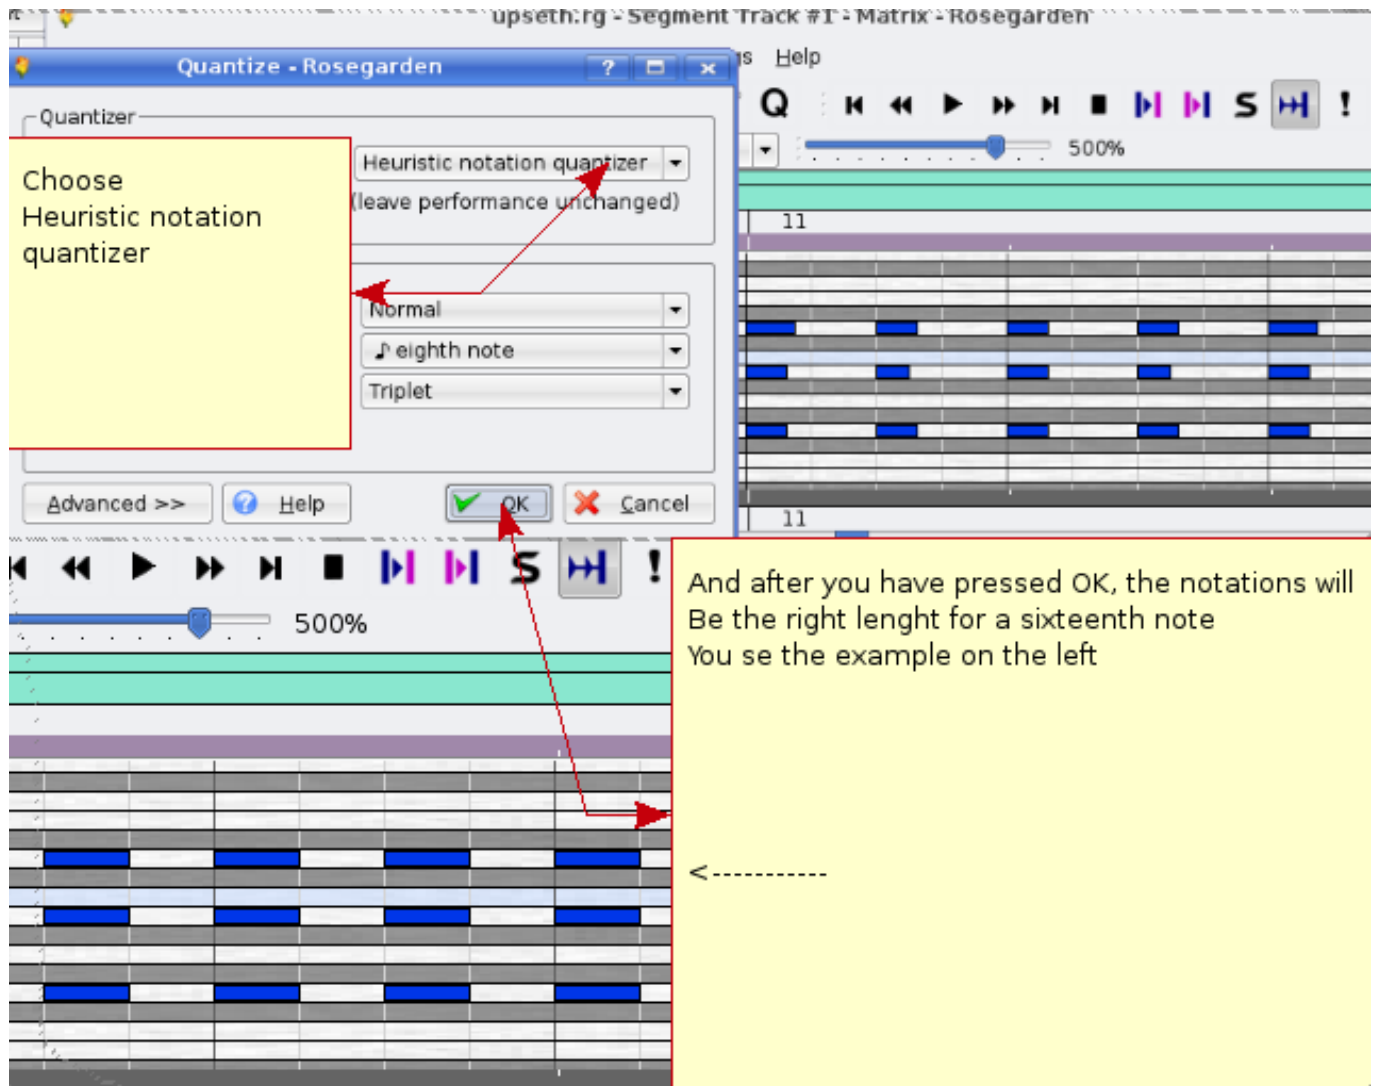 upseth.rg - Segment Track #1 - Matrix - Rosegarden
Quantize - Rosegarden
Help
Quantizer
Q
S
!
Heuristic notation quantizer
500%
(leave performance unchanged)
Choose
Heuristic notation
quantizer
11
Normal
eighth note
Triplet
Advanced >>
Help
OK
Cancel
11
S
!
500%
And after you have pressed OK, the notations will
Be the right lenght for a sixteenth note
You se the example on the left
<-----------